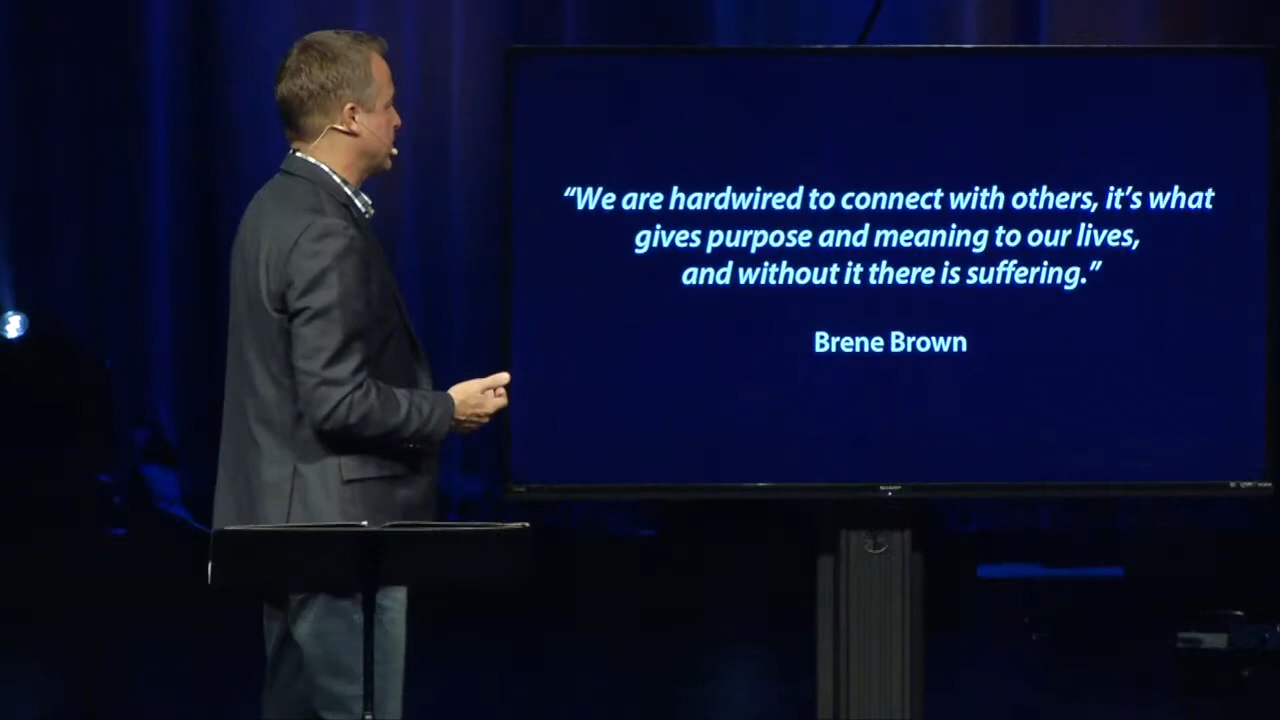 “We are hardwired to connect with others, it’s what
gives purpose and meaning to our lives,
and without it there is suffering.”
Brene Brown
SHARP